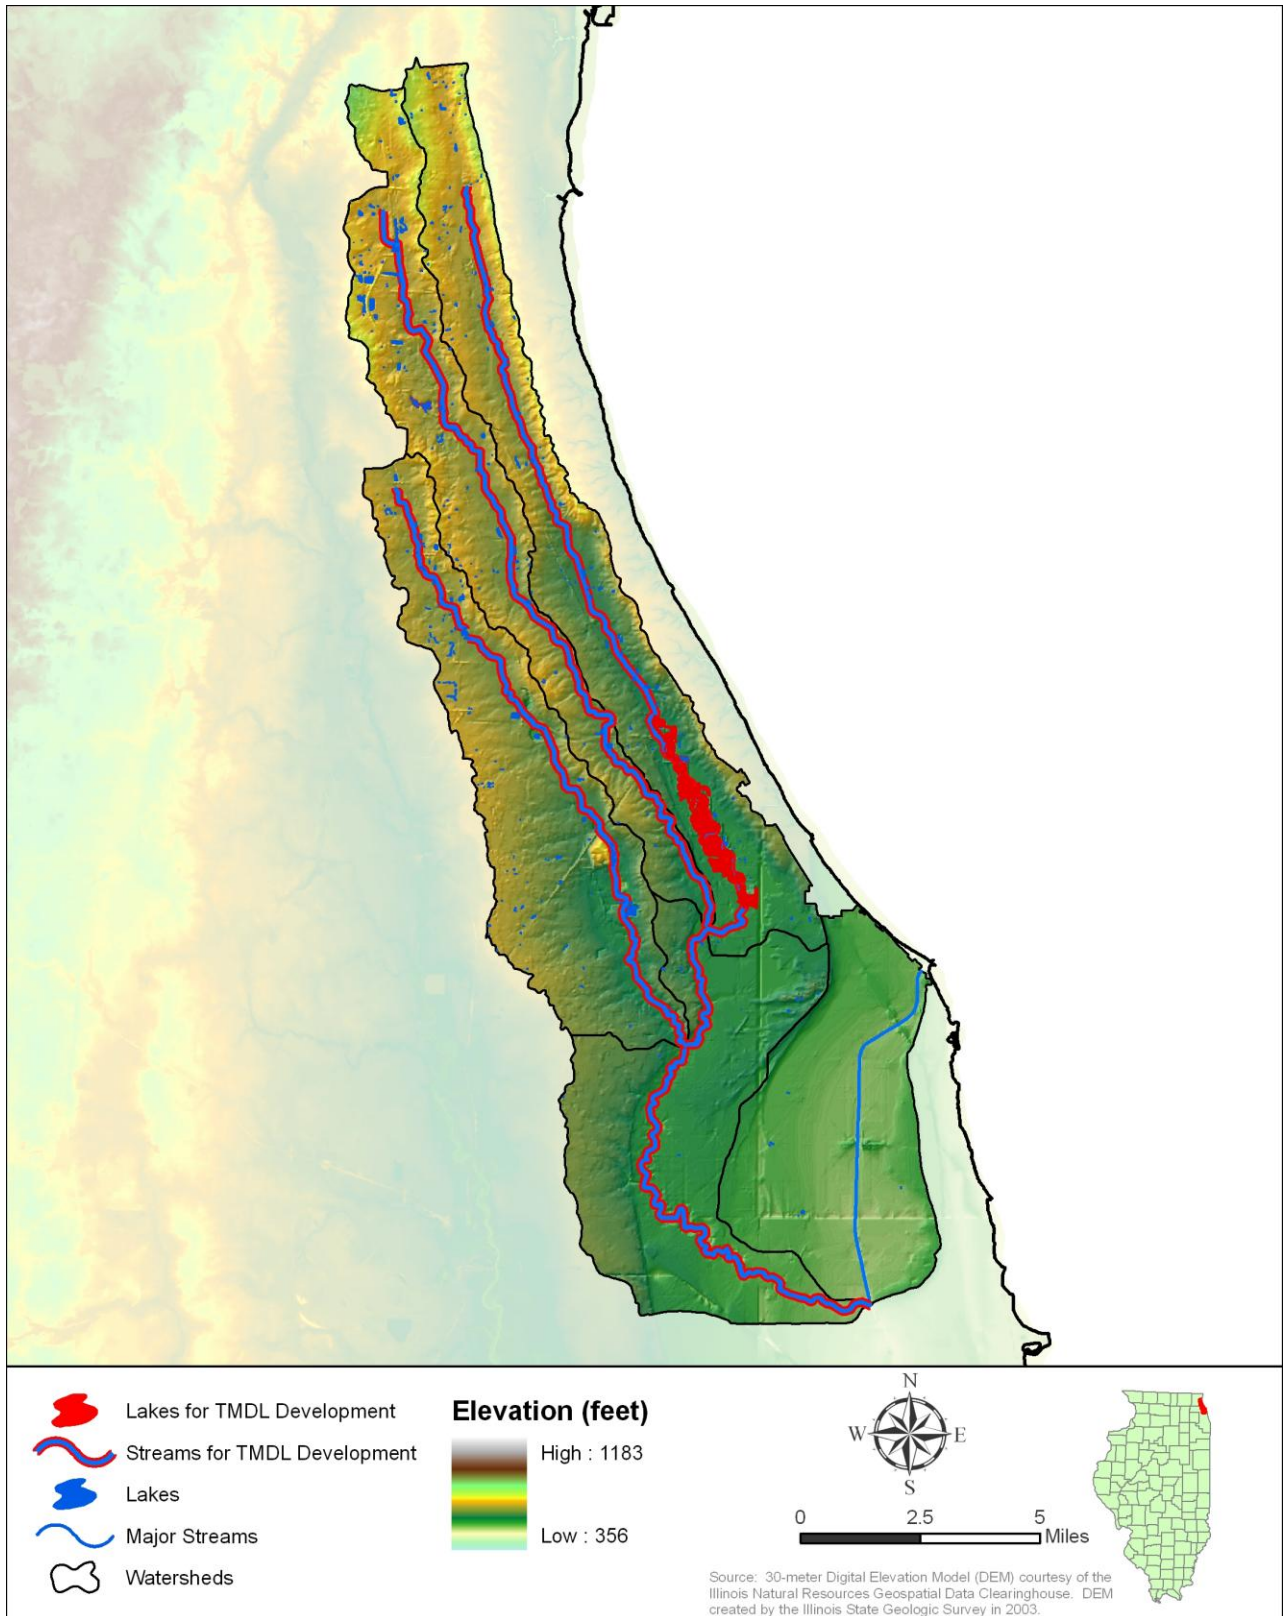 Lakes for TMDL Development
Streams for TMDL Development
Lakes
Major Streams
Watersheds
Elevation (feet)
High : 1183
Low : 356
N
W E
S
0 2.5 5
Miles
Source: 30-meter Digital Elevation Model (DEM) courtesy of the
Illinois Natural Resources Geospatial Data Clearinghouse. DEM
created by the Illinois State Geologic Survey in 2003.